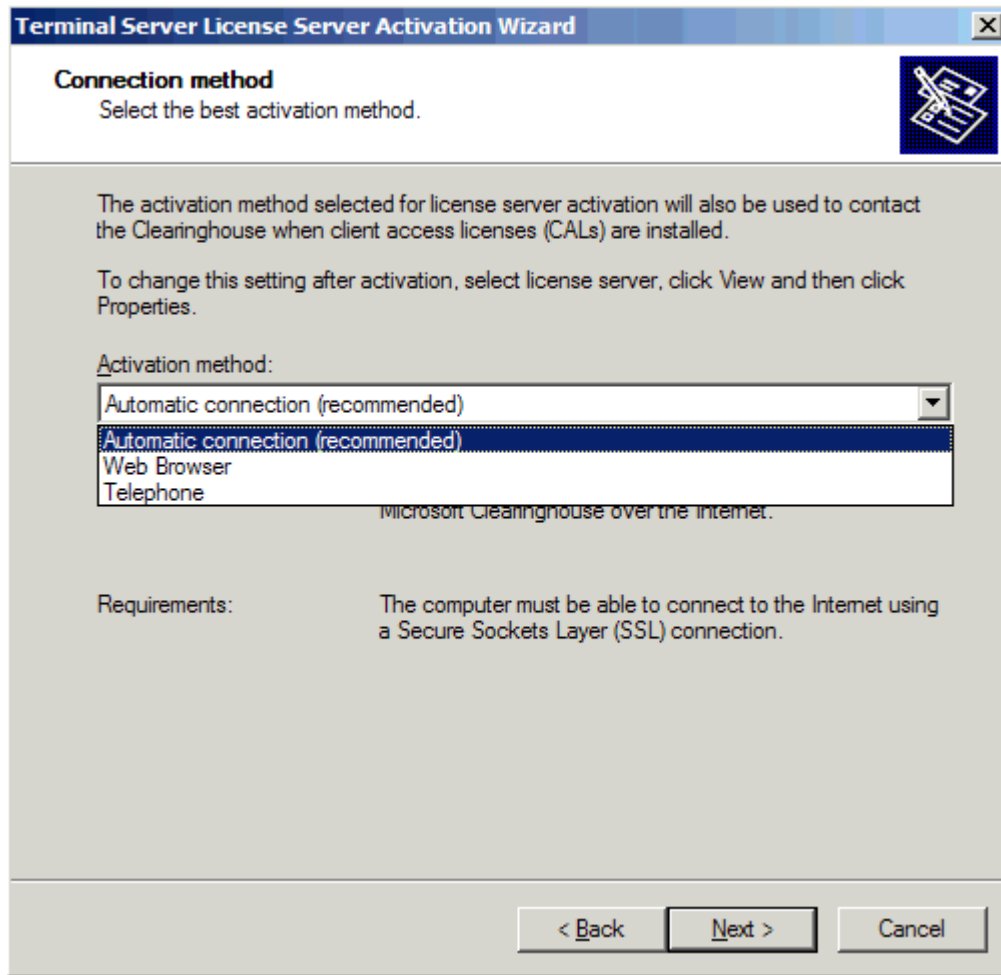 Terminal Server License Server Activation Wizard
Connection method
Select the best activation method.
The activation method selected for license server activation will also be used to contact
the Clearinghouse when client access licenses (CALs) are installed.
To change this setting after activation, select license server, click View and then click
Properties.
Activation method:
Automatic connection (recommended)
Automatic connection (recommended)
Web Browser
Telephone
Microsoft Clearinghouse over the Internet.
Requirements:
The computer must be able to connect to the Internet using
a Secure Sockets Layer (SSL) connection.
< Back
Next >
Cancel